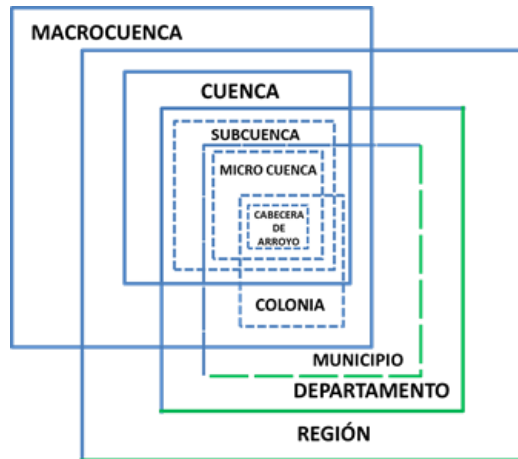 MACROCUENCA
CUENCA
SUBCUENCA
MICRO CUENCA
CABECERA
DE
ARROYO
COLONIA
MUNICIPIO
DEPARTAMENTO
REGIÓN